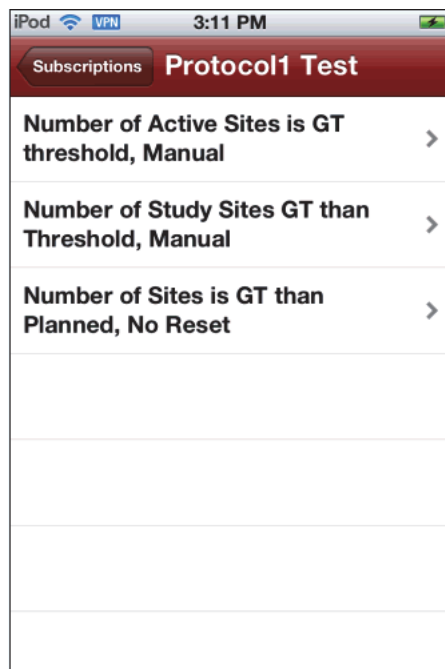 iPod VPN 3:11 PM
Subscriptions Protocol1 Test
Number of Active Sites is GT
threshold, Manual
Number of Study Sites GT than
Threshold, Manual
Number of Sites is GT than
Planned, No Reset